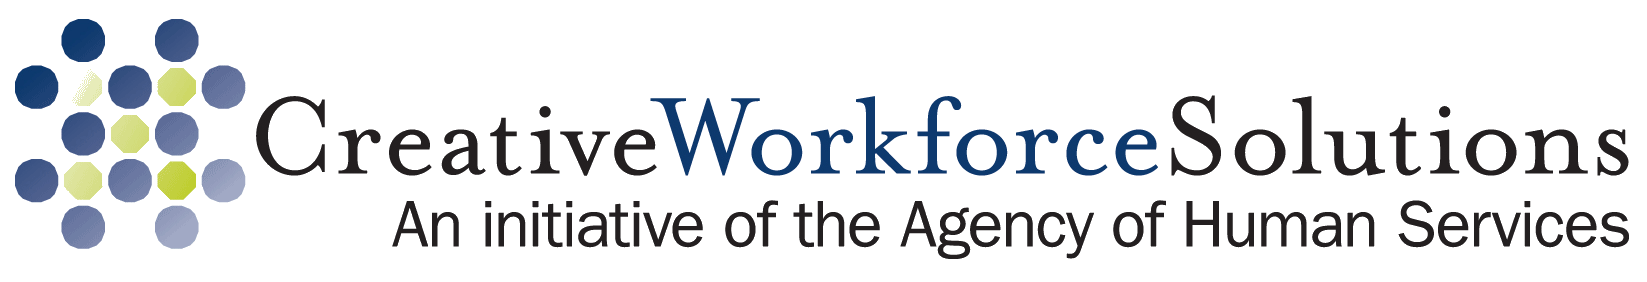 CreativeWorkforceSolutions
An initiative of the Agency of Human Services